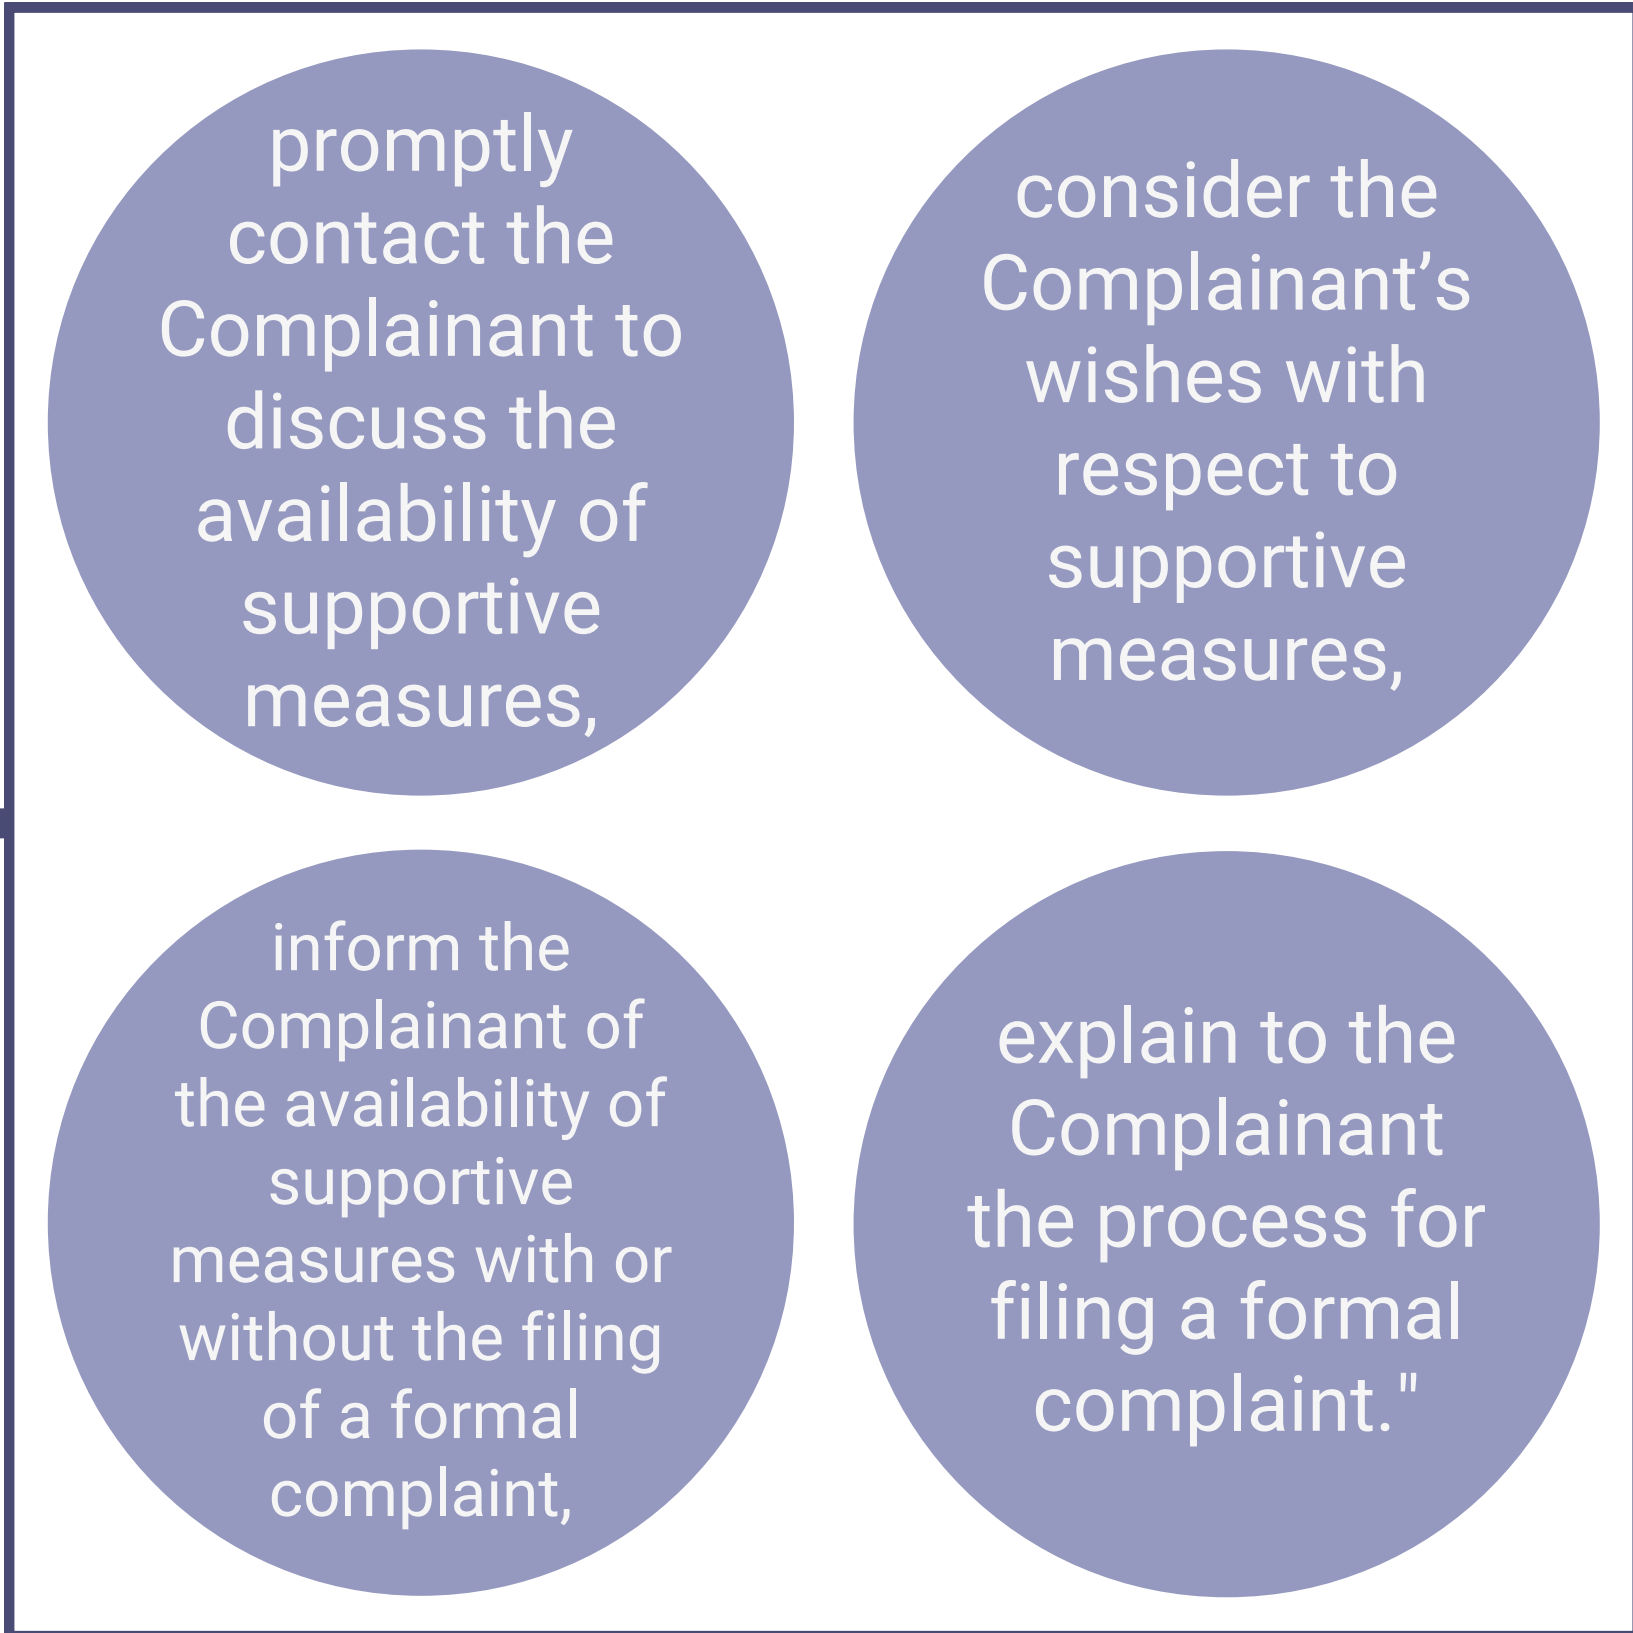 promptly
contact the
Complainant to
discuss the
availability of
supportive
measures,
consider the
Complainant’s
wishes with
respect to
supportive
measures,
inform the
Complainant of
the availability of
supportive
measures with or
without the filing
of a formal
complaint,
explain to the
Complainant
the process for
filing a formal
complaint."